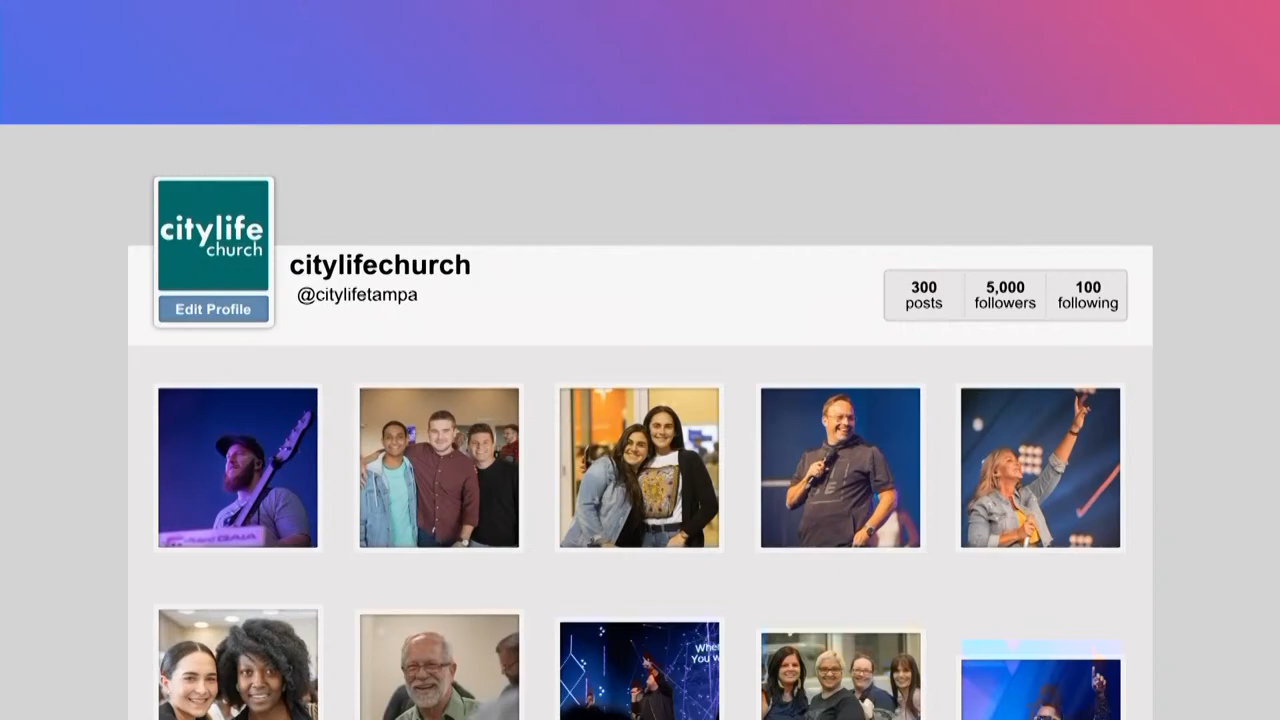 citylife
church
Edit Profile
citylifechurch
@citylifetampa
300
posts
5,000
followers
100
following